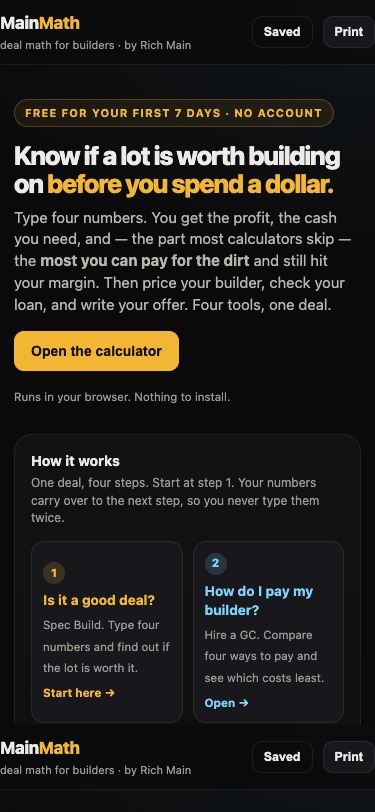 MainMath
deal math for builders · by Rich Main
Saved
Print
FREE FOR YOUR FIRST 7 DAYS · NO ACCOUNT
Know if a lot is worth building
on before you spend a dollar.
Type four numbers. You get the profit, the cash
you need, and — the part most calculators skip —
the most you can pay for the dirt and still hit
your margin. Then price your builder, check your
loan, and write your offer. Four tools, one deal.
Open the calculator
Runs in your browser. Nothing to install.
How it works
One deal, four steps. Start at step 1. Your numbers
carry over to the next step, so you never type them
twice.
1
Is it a good deal?
Spec Build. Type four
numbers and find out if
the lot is worth it.
Start here →
2
How do I pay my
builder?
Hire a GC. Compare
four ways to pay and
see which costs least.
Open →
MainMath
deal math for builders · by Rich Main
Saved
Print